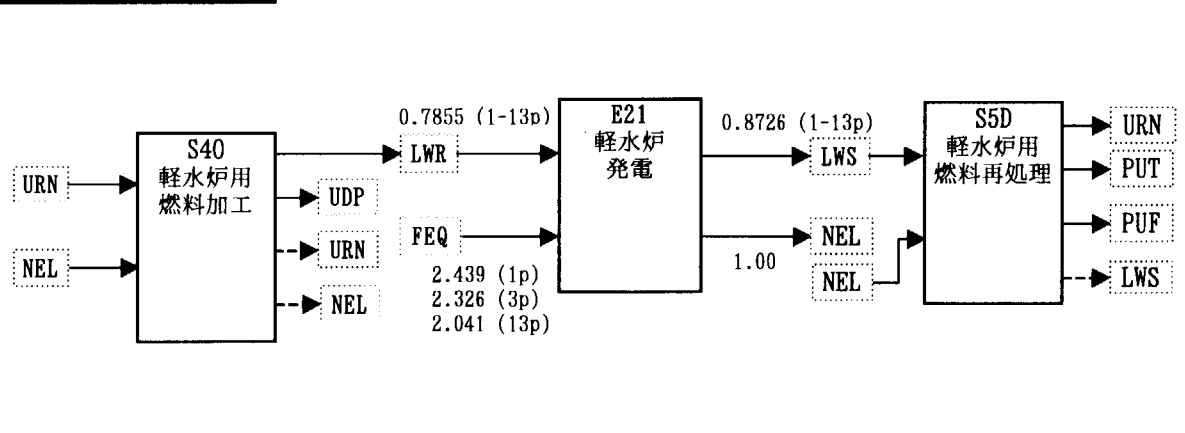 URN
NEL
S40
軽水炉用
燃料加工
UDP
URN
NEL
0.7855 (1-13p)
LWR
FEQ
2.439 (1p)
2.326 (3p)
2.041 (13p)
E21
軽水炉
発電
0.8726 (1-13p)
LWS
NEL
1.00
NEL
S5D
軽水炉用
燃料再処理
URN
PUT
PUF
LWS